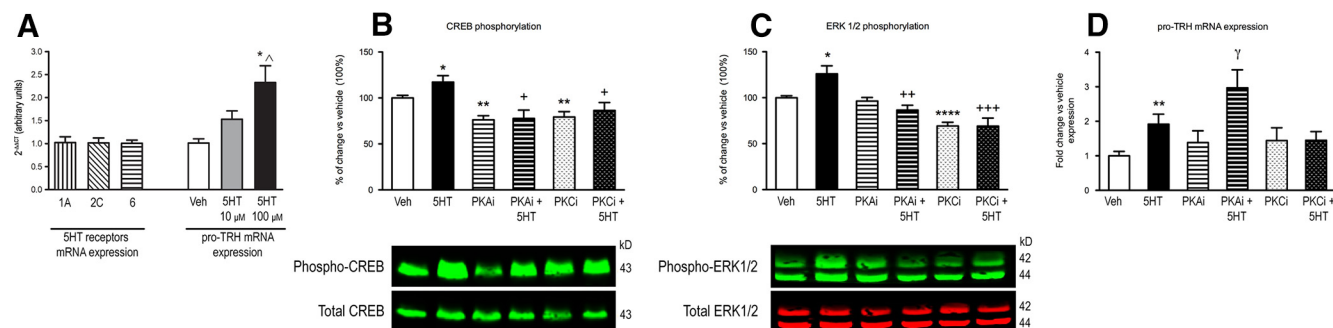 A
2-ΔΔCT (arbitrary units)
3.0
2.5
2.0
1.5
1.0
0.5
0.0
* ^
1A 2C 6 Veh 5HT 5HT
10 μM 100 μM
5HT receptors pro-TRH mRNA
mRNA expression expression
B
CREB phosphorylation
% of change vs vehicle (100%)
150
100
50
0
* ** + ** +
Veh 5HT PKAi PKAi + PKCi PKCi +
5HT 5HT
kD
Phospho-CREB 43
Total CREB 43
C
ERK 1/2 phosphorylation
% of change vs vehicle (100%)
150
100
50
0
* ++ **** +++
Veh 5HT PKAi PKAi + PKCi PKCi +
5HT 5HT
kD
42
Phospho-ERK1/2
44
42
Total ERK1/2
44
D
pro-TRH mRNA expression
Fold change vs vehicle
expression
4
3
2
1
0
** γ
Veh 5HT PKAi PKAi + PKCi PKCi +
5HT 5HT